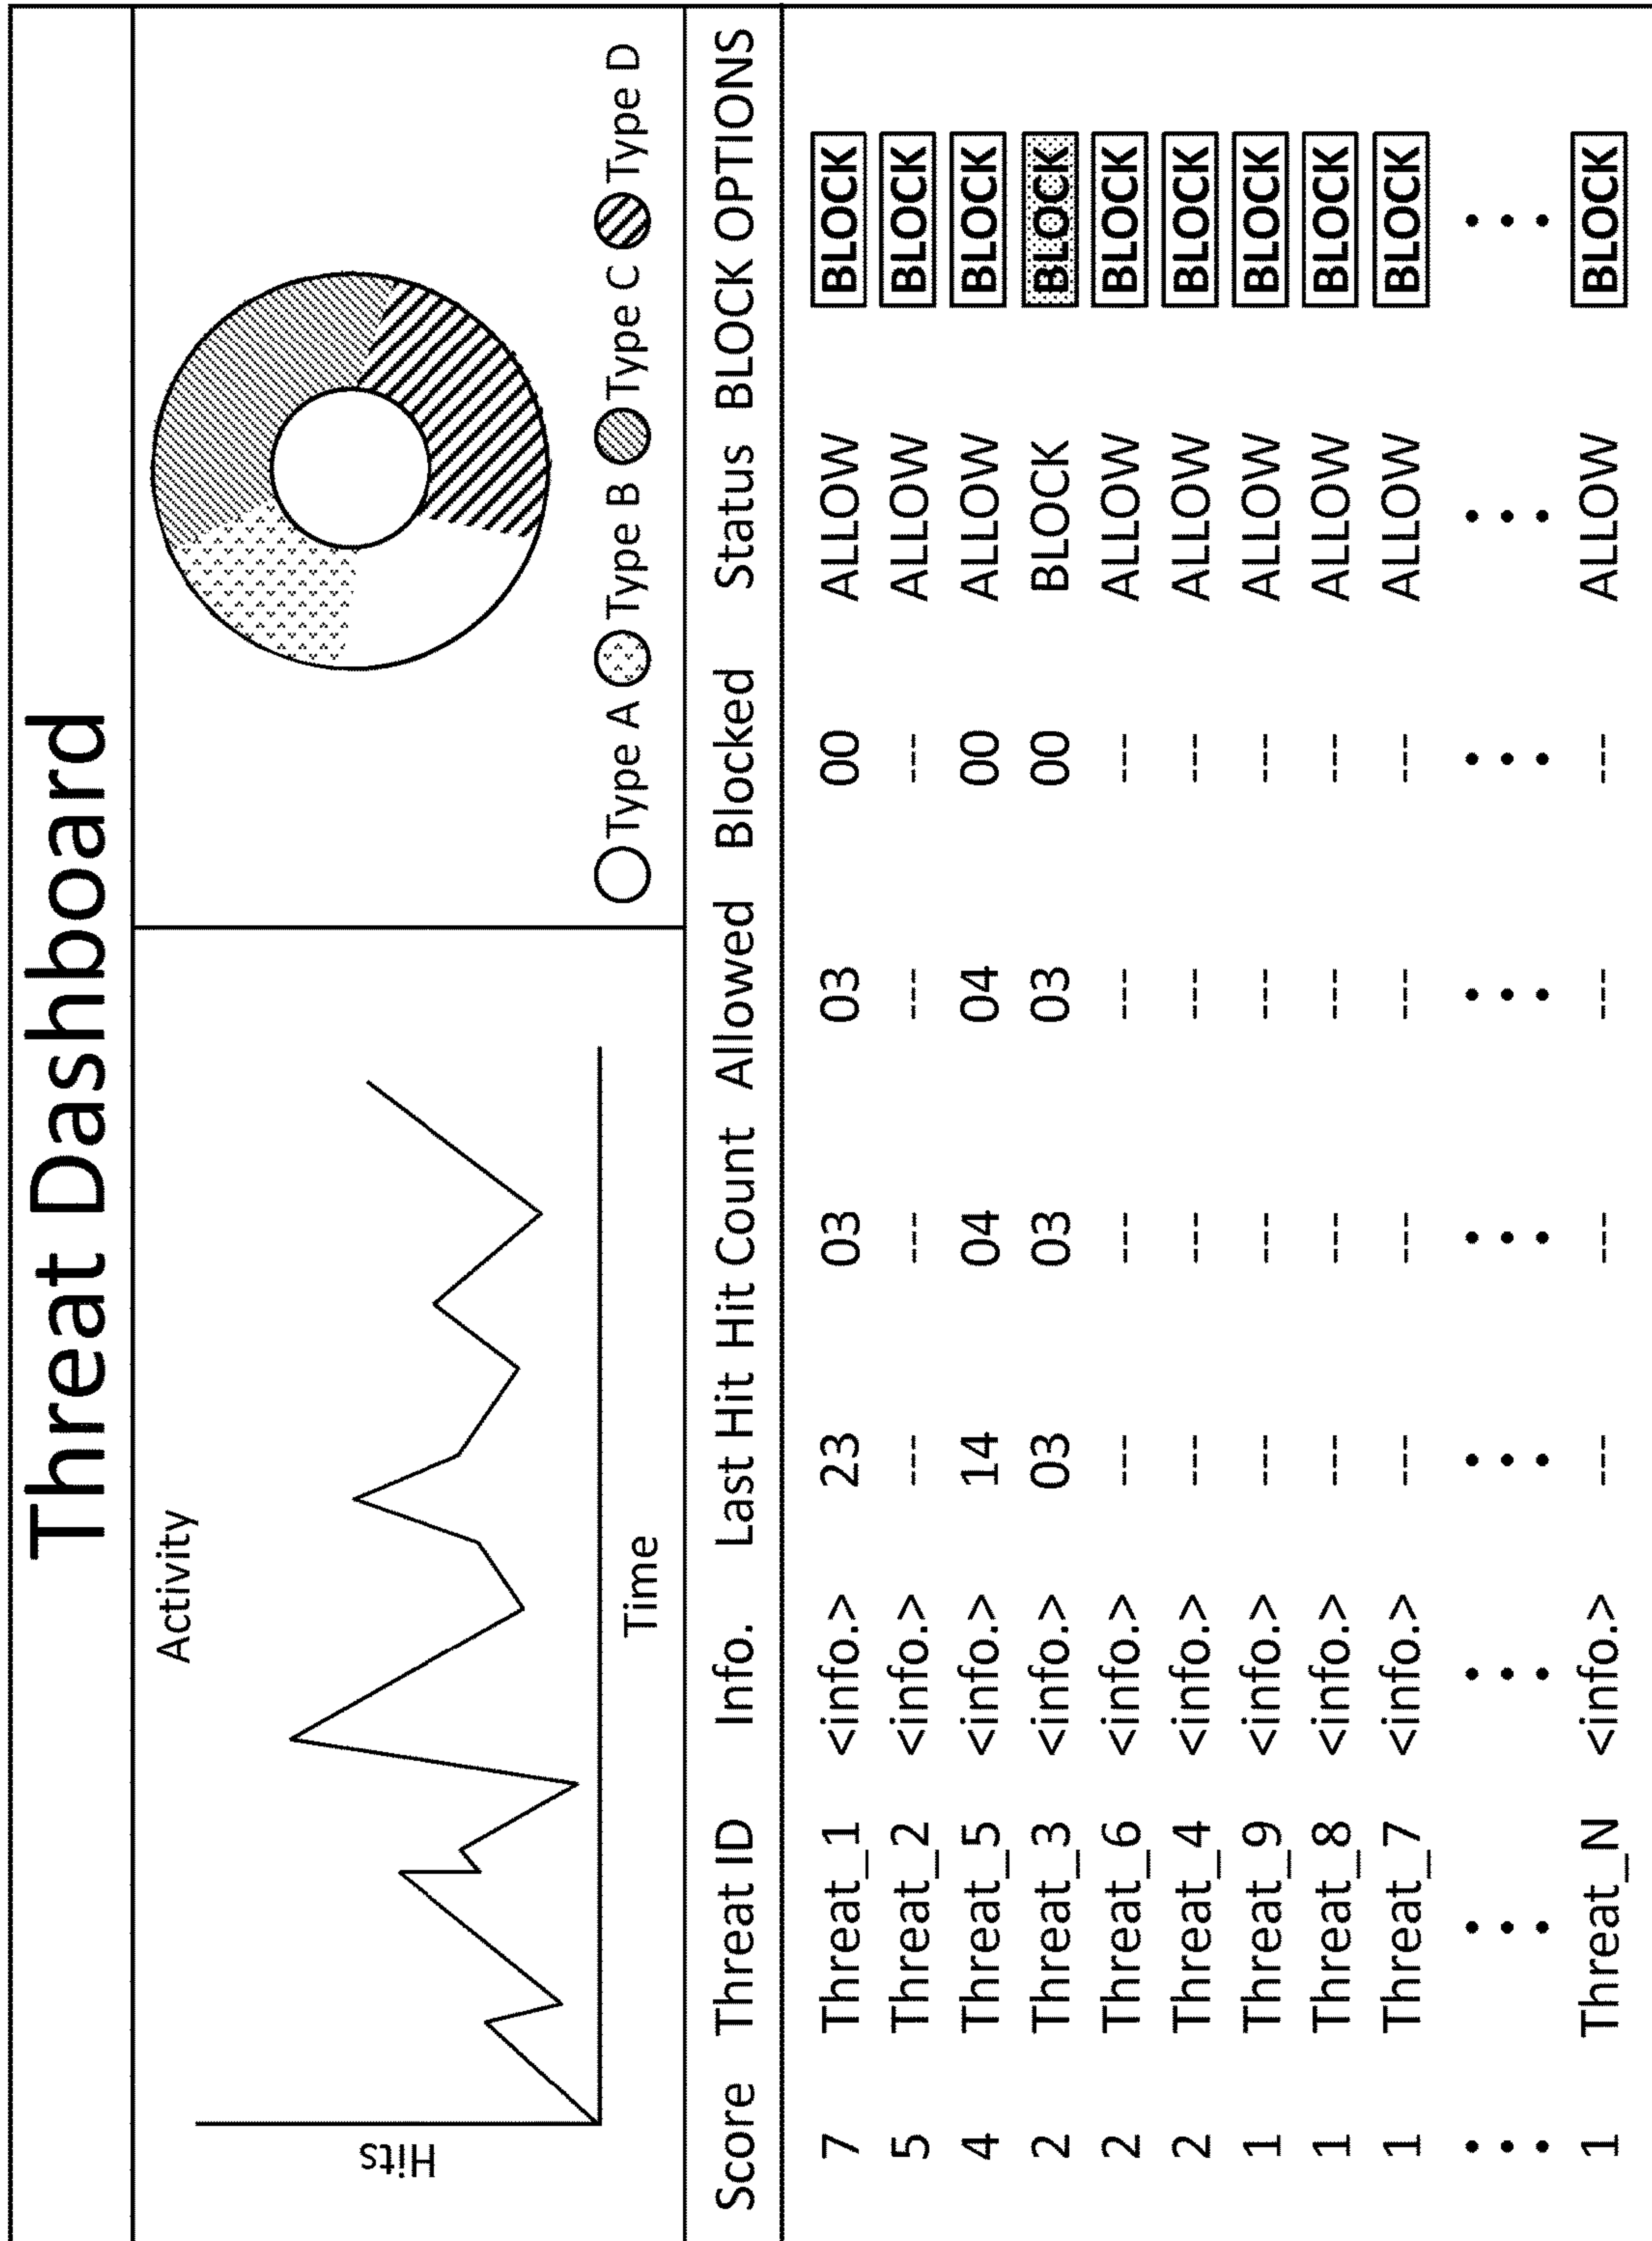 Threat Dashboard
Activity
Hits
Time
Type A Type B Type C Type D
Score Threat ID Info. Last Hit Hit Count Allowed Blocked Status BLOCK OPTIONS
7 Threat_1 <info.> 23 03 03 00 ALLOW BLOCK
5 Threat_2 <info.> --- --- --- --- ALLOW BLOCK
4 Threat_5 <info.> 14 04 04 00 ALLOW BLOCK
2 Threat_3 <info.> 03 03 03 00 BLOCK BLOCK
2 Threat_6 <info.> --- --- --- --- ALLOW BLOCK
2 Threat_4 <info.> --- --- --- --- ALLOW BLOCK
1 Threat_9 <info.> --- --- --- --- ALLOW BLOCK
1 Threat_8 <info.> --- --- --- --- ALLOW BLOCK
1 Threat_7 <info.> --- --- --- --- ALLOW BLOCK
1 Threat_N <info.> --- --- --- --- ALLOW BLOCK